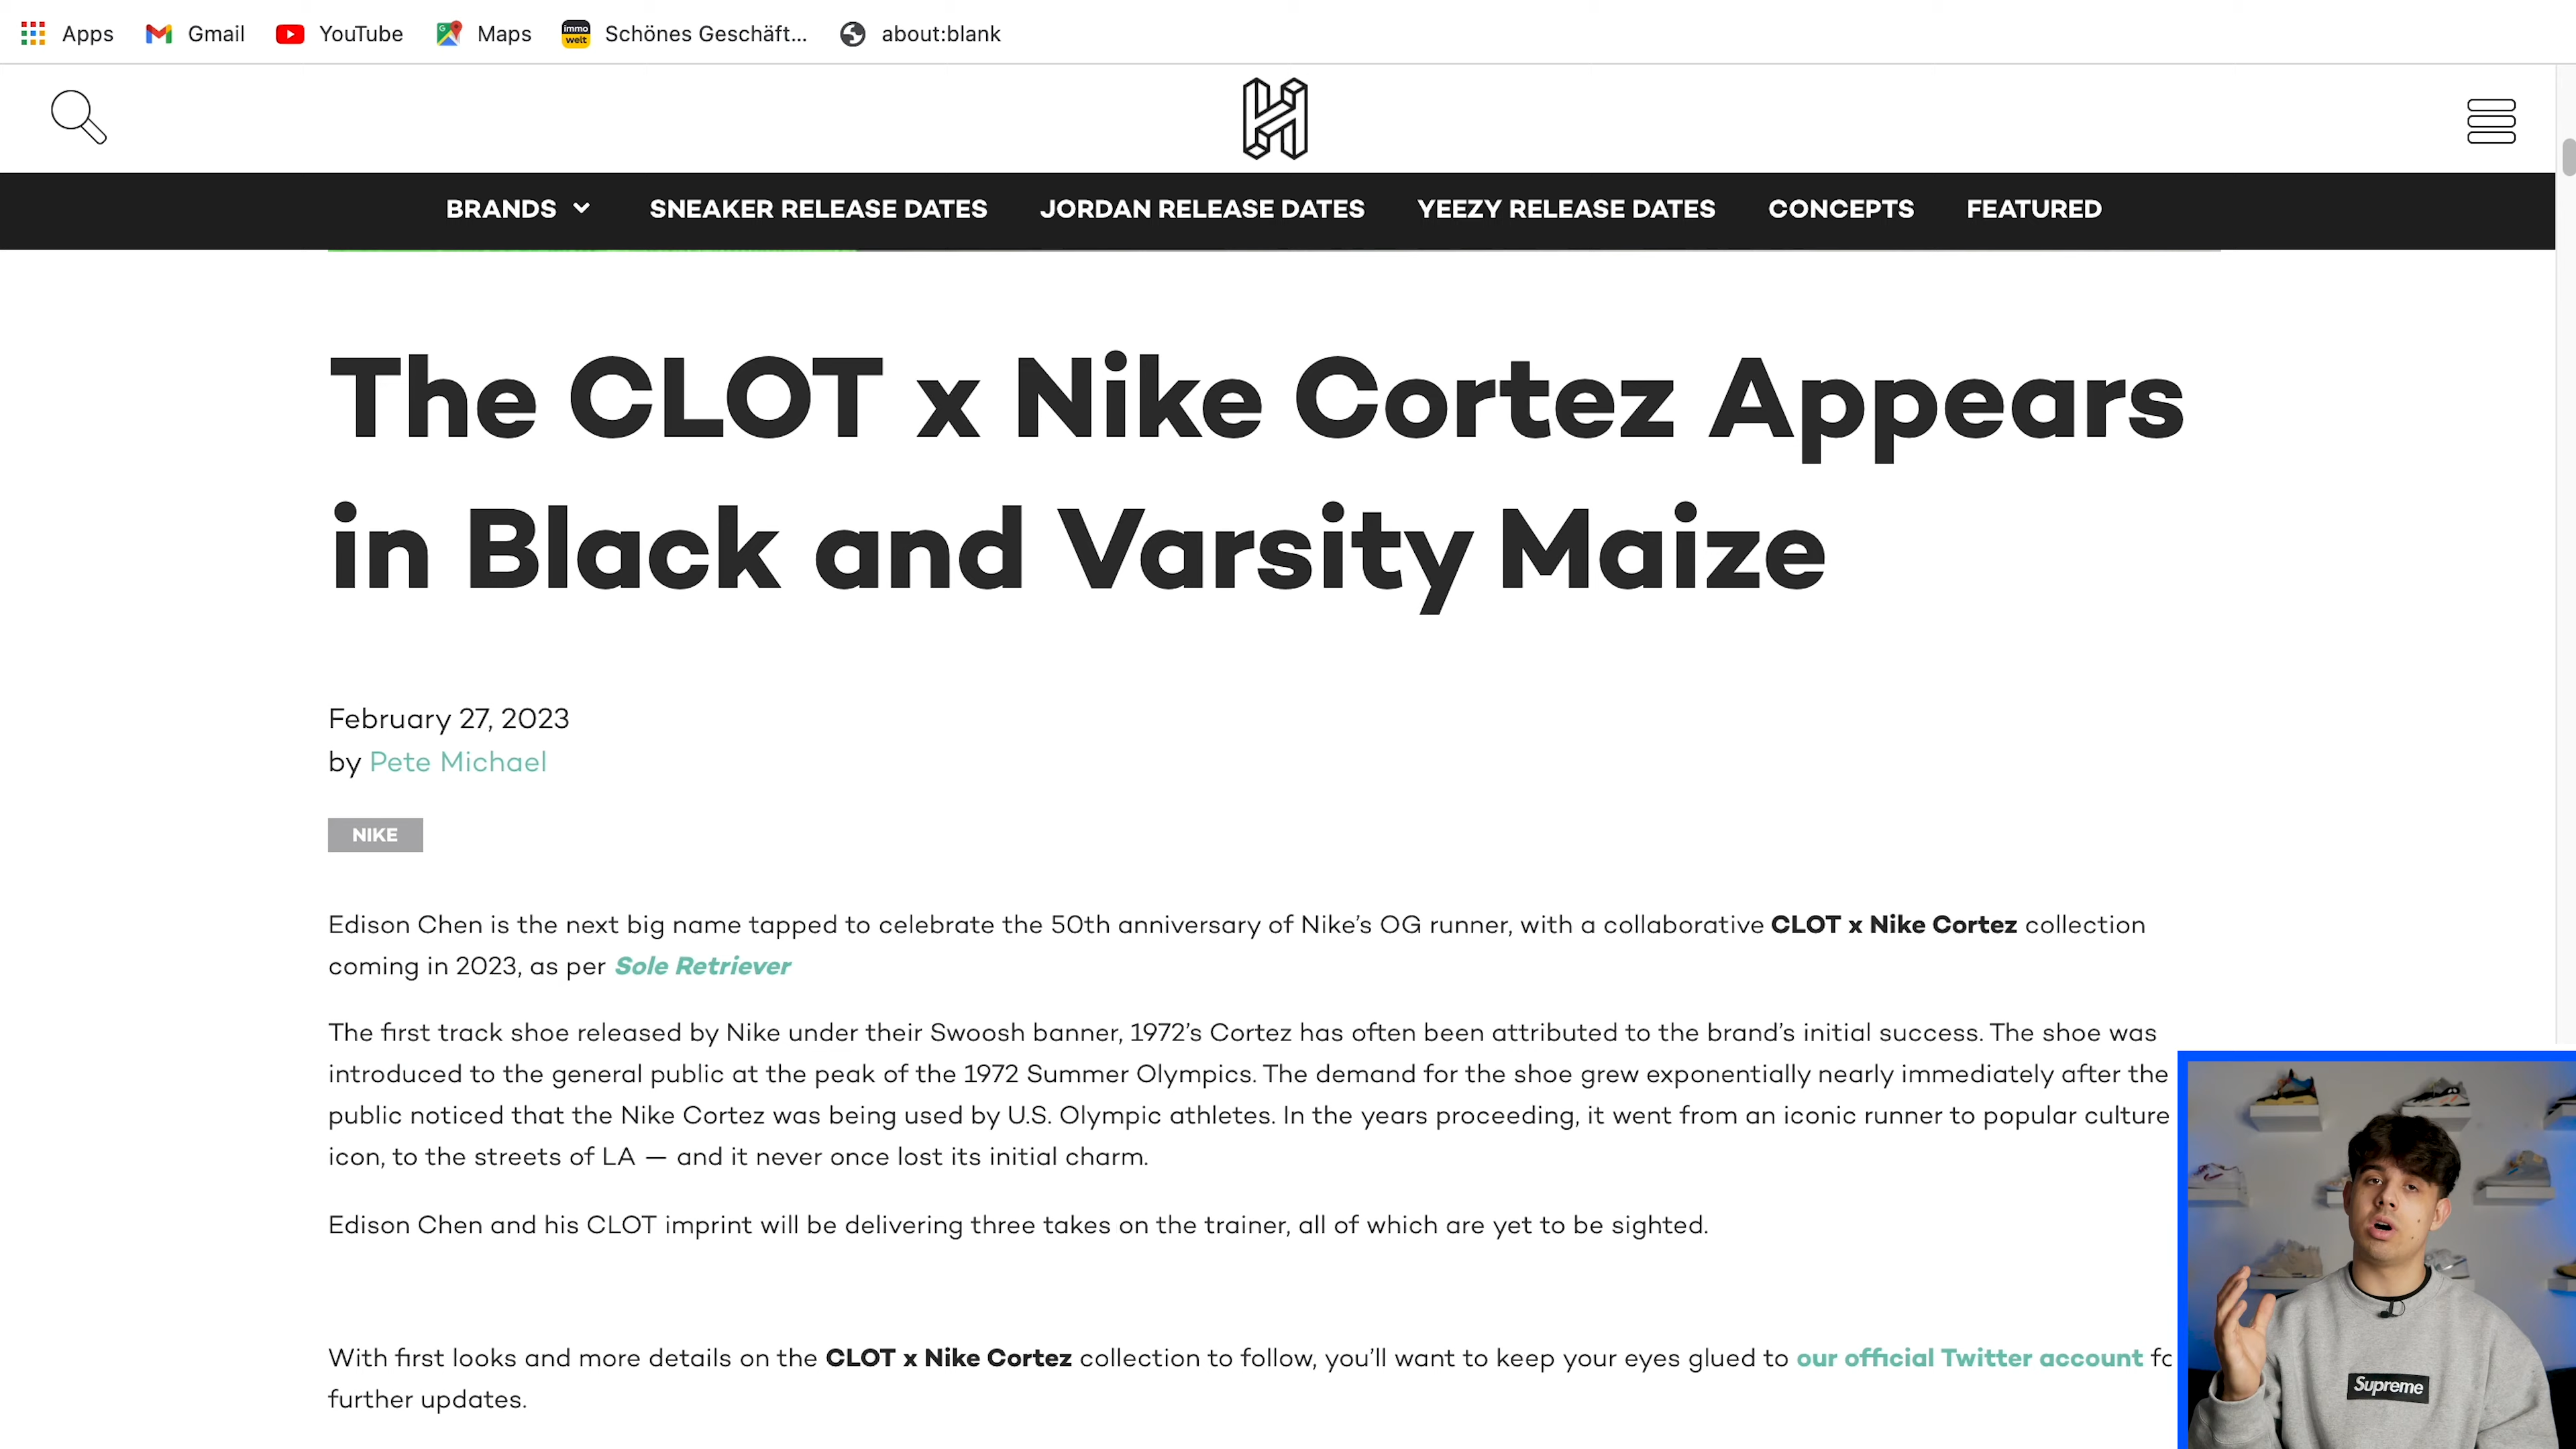 Apps Gmail YouTube Maps immo welt Schönes Geschäft... about:blank
BRANDS SNEAKER RELEASE DATES JORDAN RELEASE DATES YEEZY RELEASE DATES CONCEPTS FEATURED
The CLOT x Nike Cortez Appears
in Black and Varsity Maize
February 27, 2023
by Pete Michael
NIKE
Edison Chen is the next big name tapped to celebrate the 50th anniversary of Nike’s OG runner, with a collaborative CLOT x Nike Cortez collection
coming in 2023, as per Sole Retriever
The first track shoe released by Nike under their Swoosh banner, 1972’s Cortez has often been attributed to the brand’s initial success. The shoe was
introduced to the general public at the peak of the 1972 Summer Olympics. The demand for the shoe grew exponentially nearly immediately after the
public noticed that the Nike Cortez was being used by U.S. Olympic athletes. In the years proceeding, it went from an iconic runner to popular culture
icon, to the streets of LA — and it never once lost its initial charm.
Edison Chen and his CLOT imprint will be delivering three takes on the trainer, all of which are yet to be sighted.
With first looks and more details on the CLOT x Nike Cortez collection to follow, you’ll want to keep your eyes glued to our official Twitter account
further updates.
Supreme